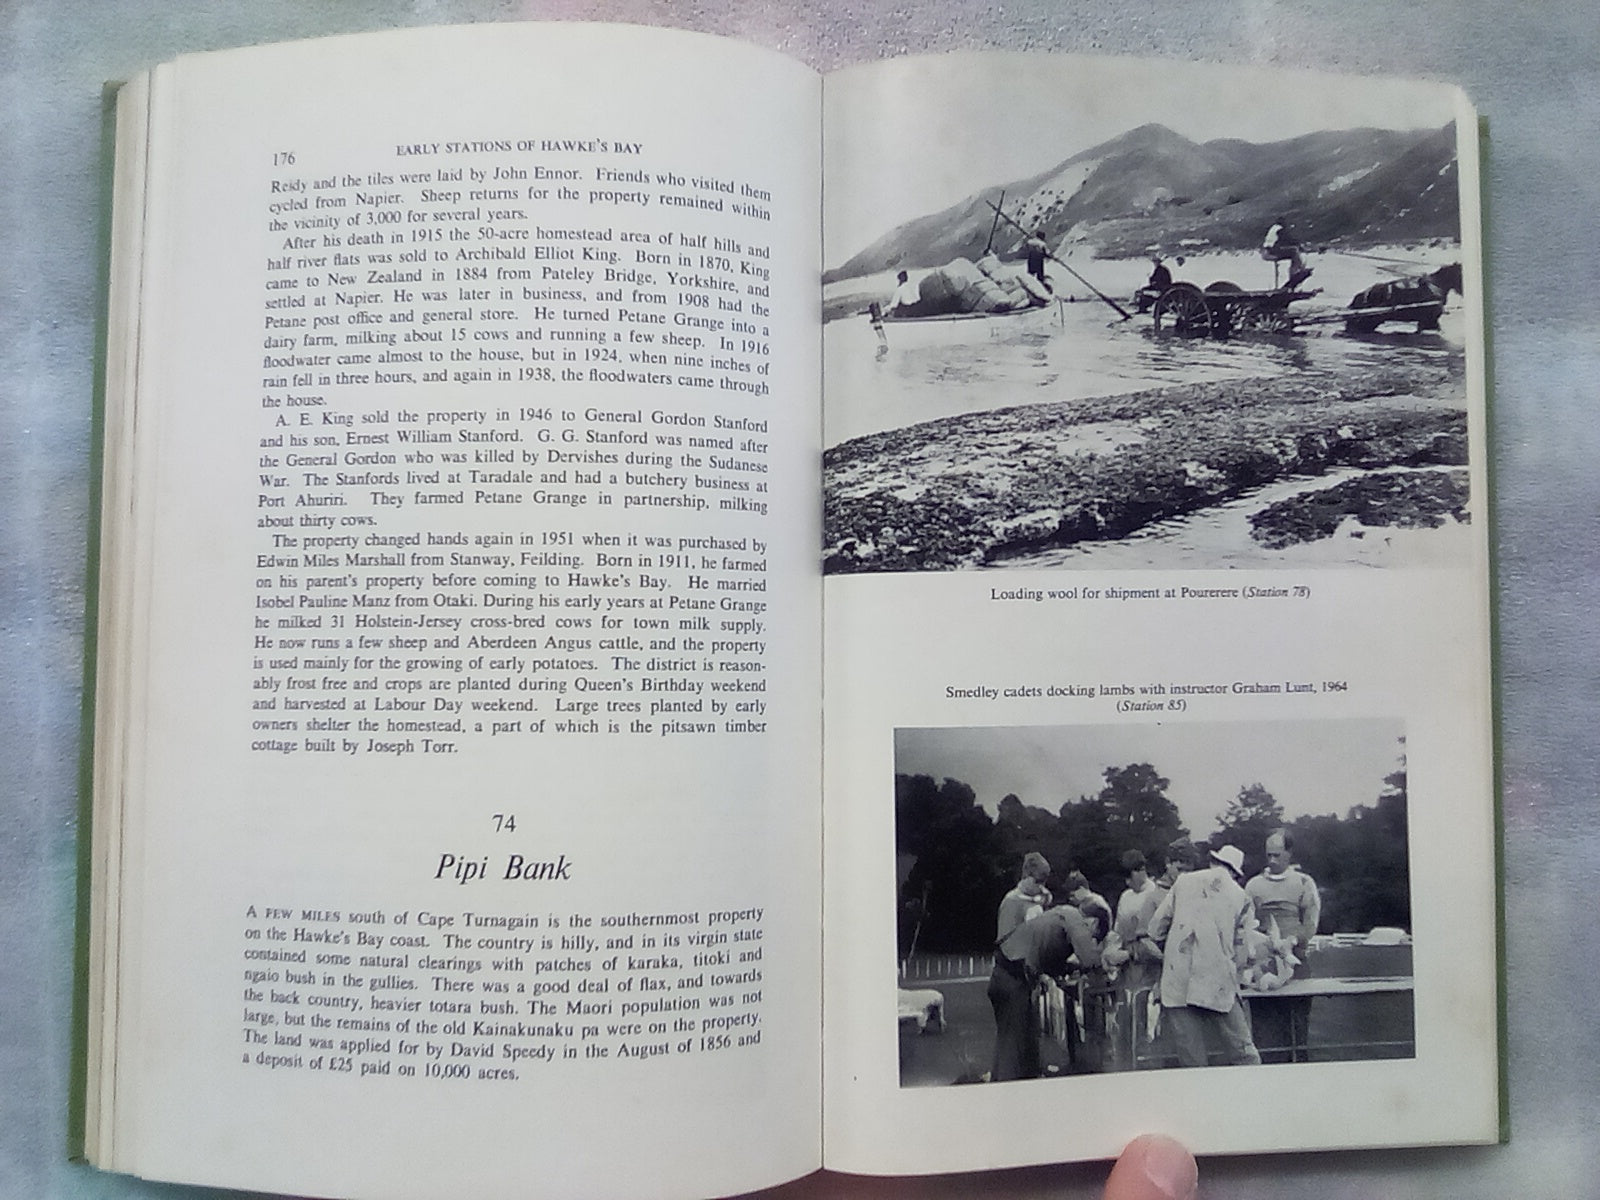 176
EARLY STATIONS OF HAWKE'S BAY
Reidy and the tiles were laid by John Ennor. Friends who visited them
cycled from Napier. Sheep returns for the property remained within
the vicinity of 3,000 for several years.
After his death in 1915 the 50-acre homestead area of half hills and
half river flats was sold to Archibald Elliot King. Born in 1870, King
came to New Zealand in 1884 from Pateley Bridge, Yorkshire, and
settled at Napier. He was later in business, and from 1908 had the
Petane post office and general store. He turned Petane Grange into a
dairy farm, milking about 15 cows and running a few sheep. In 1916
floodwater came almost to the house, but in 1924, when nine inches of
rain fell in three hours, and again in 1938, the floodwaters came through
the house.
A. E. King sold the property in 1946 to General Gordon Stanford
and his son, Ernest William Stanford. G. G. Stanford was named after
the General Gordon who was killed by Dervishes during the Sudanese
War. The Stanfords lived at Taradale and had a butchery business at
Port Ahuriri. They farmed Petane Grange in partnership, milking
about thirty cows.
The property changed hands again in 1951 when it was purchased by
Edwin Miles Marshall from Stanway, Feilding. Born in 1911, he farmed
on his parent's property before coming to Hawke's Bay. He married
Isobel Pauline Manz from Otaki. During his early years at Petane Grange
he milked 31 Holstein-Jersey cross-bred cows for town milk supply.
He now runs a few sheep and Aberdeen Angus cattle, and the property
is used mainly for the growing of early potatoes. The district is reason-
ably frost free and crops are planted during Queen's Birthday weekend
and harvested at Labour Day weekend. Large trees planted by early
owners shelter the homestead, a part of which is the pitsawn timber
cottage built by Joseph Torr.
74
Pipi Bank
A FEW MILES south of Cape Turnagain is the southernmost property
on the Hawke's Bay coast. The country is hilly, and in its virgin state
contained some natural clearings with patches of karaka, titoki and
ngaio bush in the gullies. There was a good deal of flax, and towards
the back country, heavier totara bush. The Maori population was not
large, but the remains of the old Kainakunaku pa were on the property.
The land was applied for by David Speedy in the August of 1856 and
a deposit of £25 paid on 10,000 acres.
Loading wool for shipment at Pourerere (Station 78)
Smedley cadets docking lambs with instructor Graham Lunt, 1964
(Station 85)